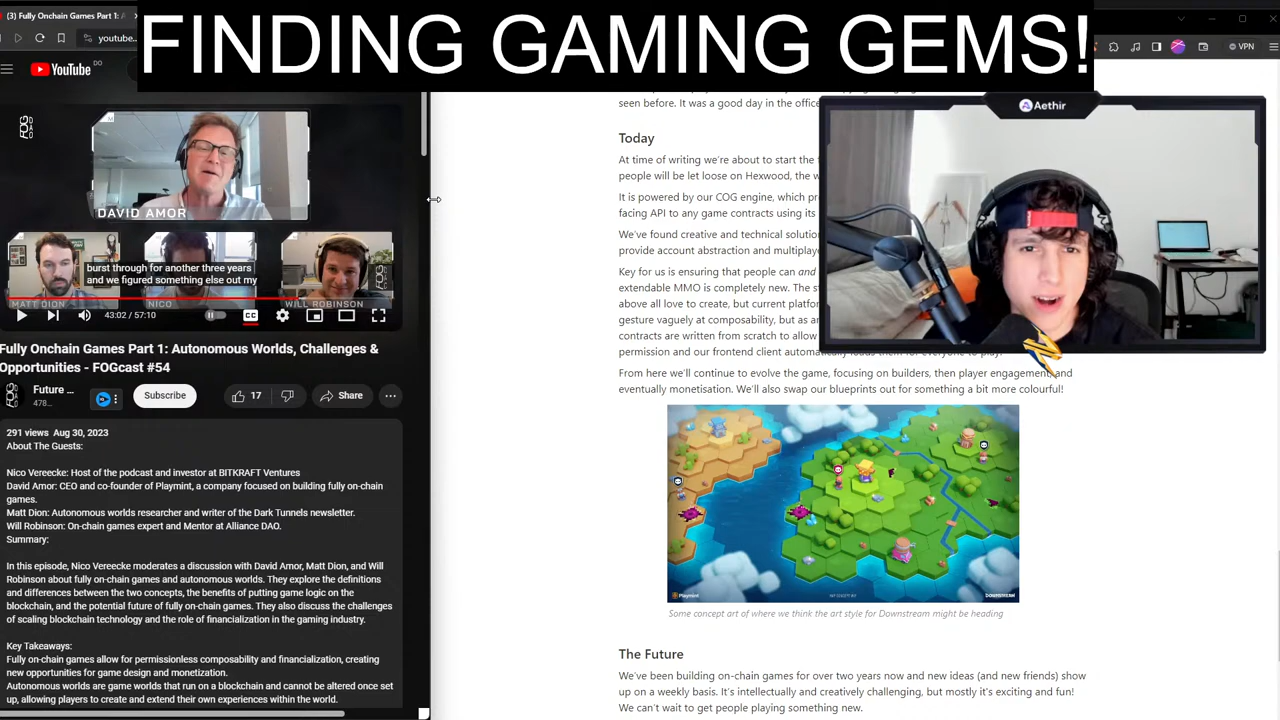 FINDING GAMING GEMS!
(3) Fully Onchain Games Part 1: A
youtube.
VPN
YouTube
DO
DAVID AMOR
burst through for another three years
and we figured something else out my
MATT DION
NICO
WILL ROBINSON
43:02 / 57:10
CC
Fully Onchain Games Part 1: Autonomous Worlds, Challenges &
Opportunities - FOGcast #54
Future ...
478...
Subscribe
17
Share
291 views Aug 30, 2023
About The Guests:
Nico Vereecke: Host of the podcast and investor at BITKRAFT Ventures
David Amor: CEO and co-founder of Playmint, a company focused on building fully on-chain
games.
Matt Dion: Autonomous worlds researcher and writer of the Dark Tunnels newsletter.
Will Robinson: On-chain games expert and Mentor at Alliance DAO.
Summary:
In this episode, Nico Vereecke moderates a discussion with David Amor, Matt Dion, and Will
Robinson about fully on-chain games and autonomous worlds. They explore the definitions
and differences between the two concepts, the benefits of putting game logic on the
blockchain, and the potential future of fully on-chain games. They also discuss the challenges
of scaling blockchain technology and the role of financialization in the gaming industry.
Key Takeaways:
Fully on-chain games allow for permissionless composability and financialization, creating
new opportunities for game design and monetization.
Autonomous worlds are game worlds that run on a blockchain and cannot be altered once set
up, allowing players to create and extend their own experiences within the world.
seen before. It was a good day in the office
Today
At time of writing we're about to start the
people will be let loose on Hexwood, the
It is powered by our COG engine, which
facing API to any game contracts using its
We've found creative and technical solution
provide account abstraction and multiplaye
Key for us is ensuring that people can and
extendable MMO is completely new. The
above all love to create, but current platfor
gesture vaguely at composability, but as
contracts are written from scratch to allow
permission and our frontend client automatically loads them for everyone to play.
From here we'll continue to evolve the game, focusing on builders, then player engagement and
eventually monetisation. We'll also swap our blueprints out for something a bit more colourful!
Playmint
DOWNSTREAM
Some concept art of where we think the art style for Downstream might be heading
The Future
We've been building on-chain games for over two years now and new ideas (and new friends) show
up on a weekly basis. It's intellectually and creatively challenging, but mostly it's exciting and fun!
We can't wait to get people playing something new.
Aethir